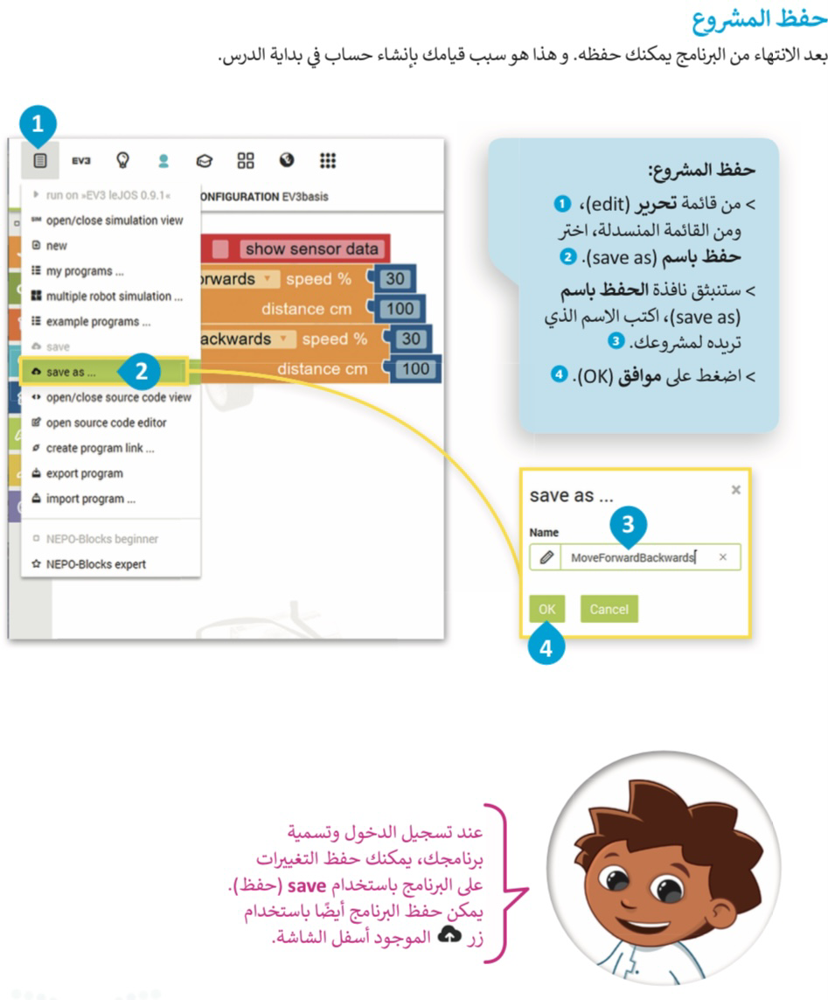 حفظ المشروع
بعد الانتهاء من البرنامج يمكنك حفظه. و هذا هو سبب قيامك بإنشاء حساب في بداية الدرس.
حفظ المشروع:
> من قائمة تحرير (edit)، 1
ومن القائمة المنسدلة، اختر
حفظ باسم (save as). 2
> ستنبثق نافذة الحفظ باسم
(save as)، اكتب الاسم الذي
تريده لمشروعك. 3
> اضغط على موافق (OK). 4
1
EV3
run on »EV3 leJOS 0.9.1«
ONFIGURATION EV3basis
open/close simulation view
new
my programs ...
multiple robot simulation ...
example programs ...
save
save as ...
2
open/close source code view
open source code editor
create program link ...
export program
import program ...
NEPO-Blocks beginner
NEPO-Blocks expert
show sensor data
orwards speed % 30
distance cm 100
ackwards speed % 30
distance cm 100
save as ... ×
Name
3
MoveForwardBackwards ×
OK Cancel
4
عند تسجيل الدخول وتسمية
برنامجك، يمكنك حفظ التغييرات
على البرنامج باستخدام save (حفظ).
يمكن حفظ البرنامج أيضًا باستخدام
زر الموجود أسفل الشاشة.